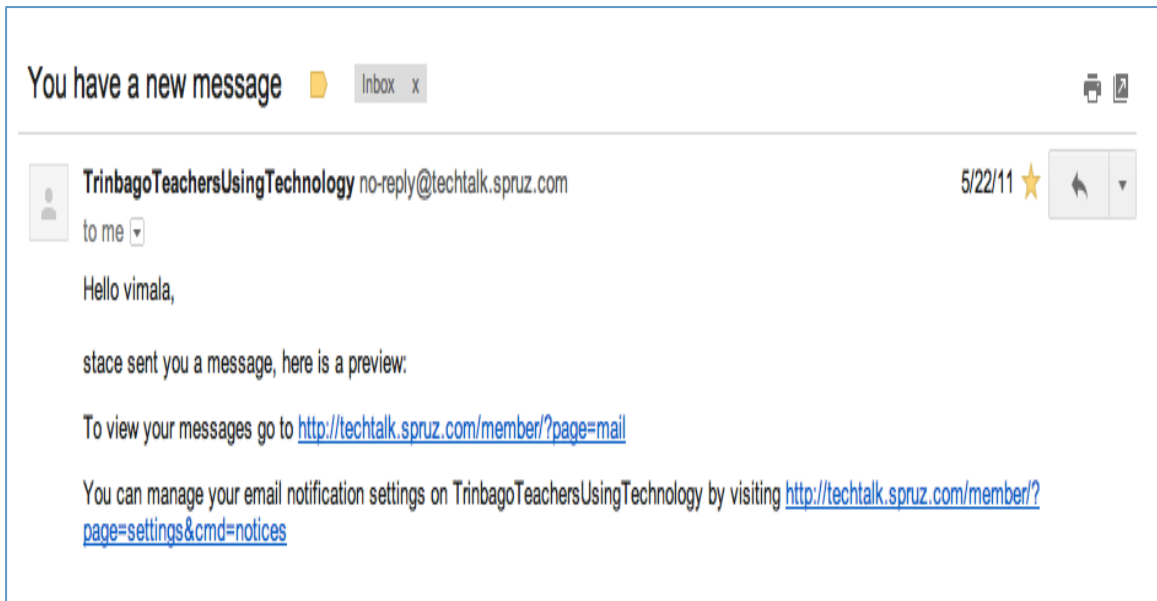 You have a new message Inbox x
TrinbagoTeachersUsingTechnology no-reply@techtalk.spruz.com 5/22/11
to me
Hello vimala,
stace sent you a message, here is a preview:
To view your messages go to http://techtalk.spruz.com/member/?page=mail
You can manage your email notification settings on TrinbagoTeachersUsingTechnology by visiting http://techtalk.spruz.com/member/?
page=settings&cmd=notices